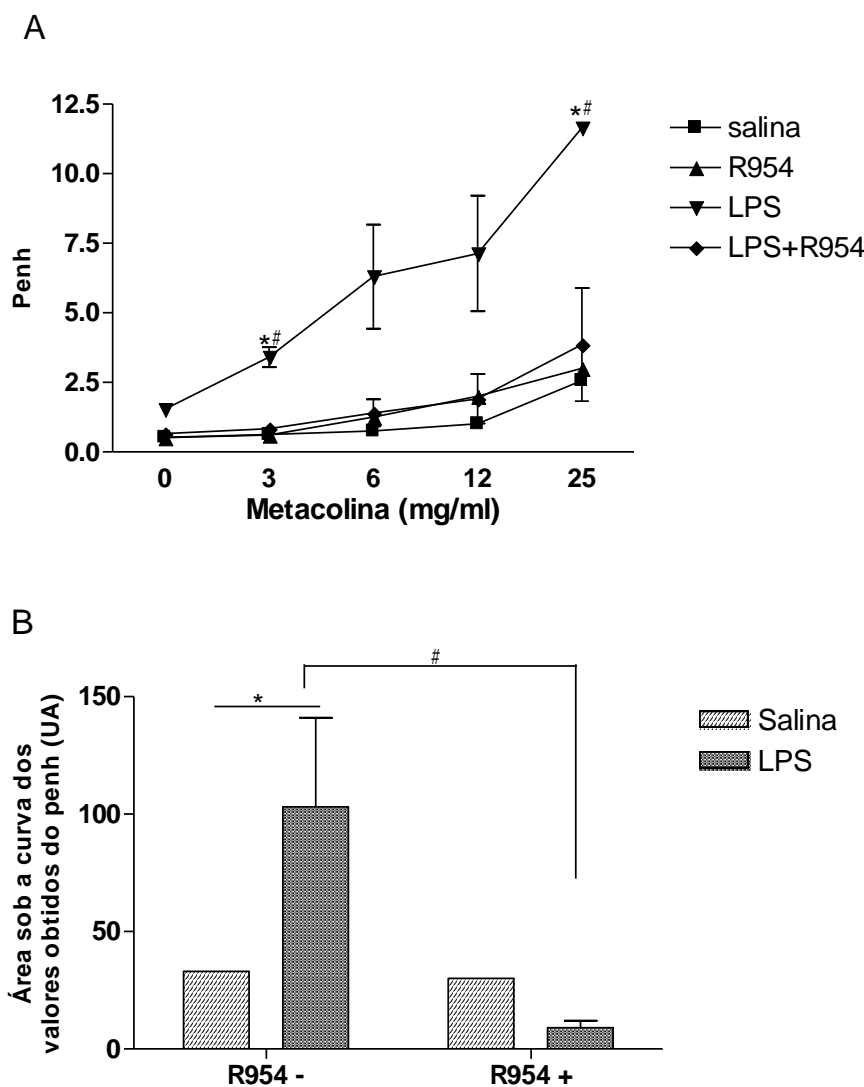 A
Penh
12.5
10.0
7.5
5.0
2.5
0.0
*#
*#
0 3 6 12 25
Metacolina (mg/ml)
salina
R954
LPS
LPS+R954
B
Área sob a curva dos
valores obtidos do penh (UA)
150
100
50
0
*
#
R954 - R954 +
Salina
LPS